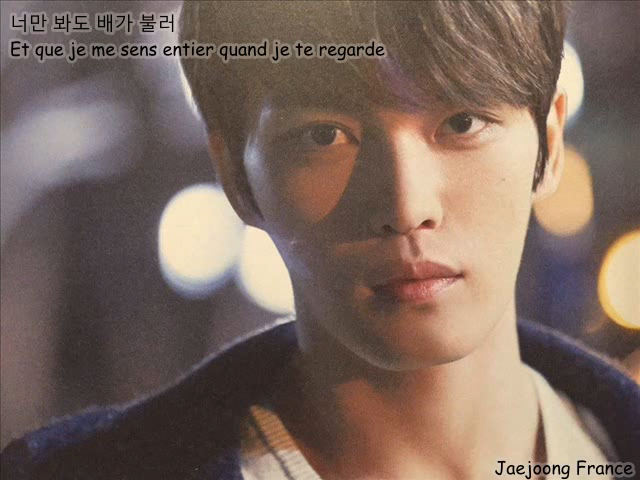 너만 봐도 배가 불러
Et que je me sens entier quand je te regarde
Jaejoong France